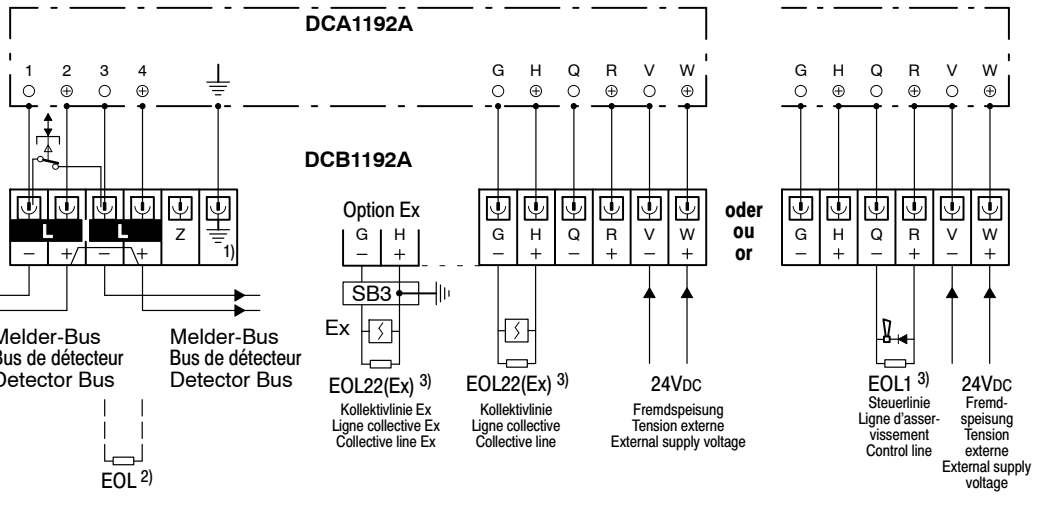 DCA1192A
1 2 3 4
G H Q R V W
G H Q R V W
DCB1192A
L L Z 1)
− + − +
Option Ex
G H
− +
SB3
Ex
EOL22(Ex) 3)
Kollektivlinie Ex
Ligne collective Ex
Collective line Ex
G H Q R V W
− + − + − +
EOL22(Ex) 3)
Kollektivlinie
Ligne collective
Collective line
24VDC
Fremdspeisung
Tension externe
External supply voltage
oder
ou
or
G H Q R V W
− + − + − +
EOL1 3)
Steuerlinie
Ligne d'asser-
vissement
Control line
24VDC
Fremd-
speisung
Tension
externe
External supply
voltage
Melder-Bus
Bus de détecteur
Detector Bus
Melder-Bus
Bus de détecteur
Detector Bus
EOL 2)